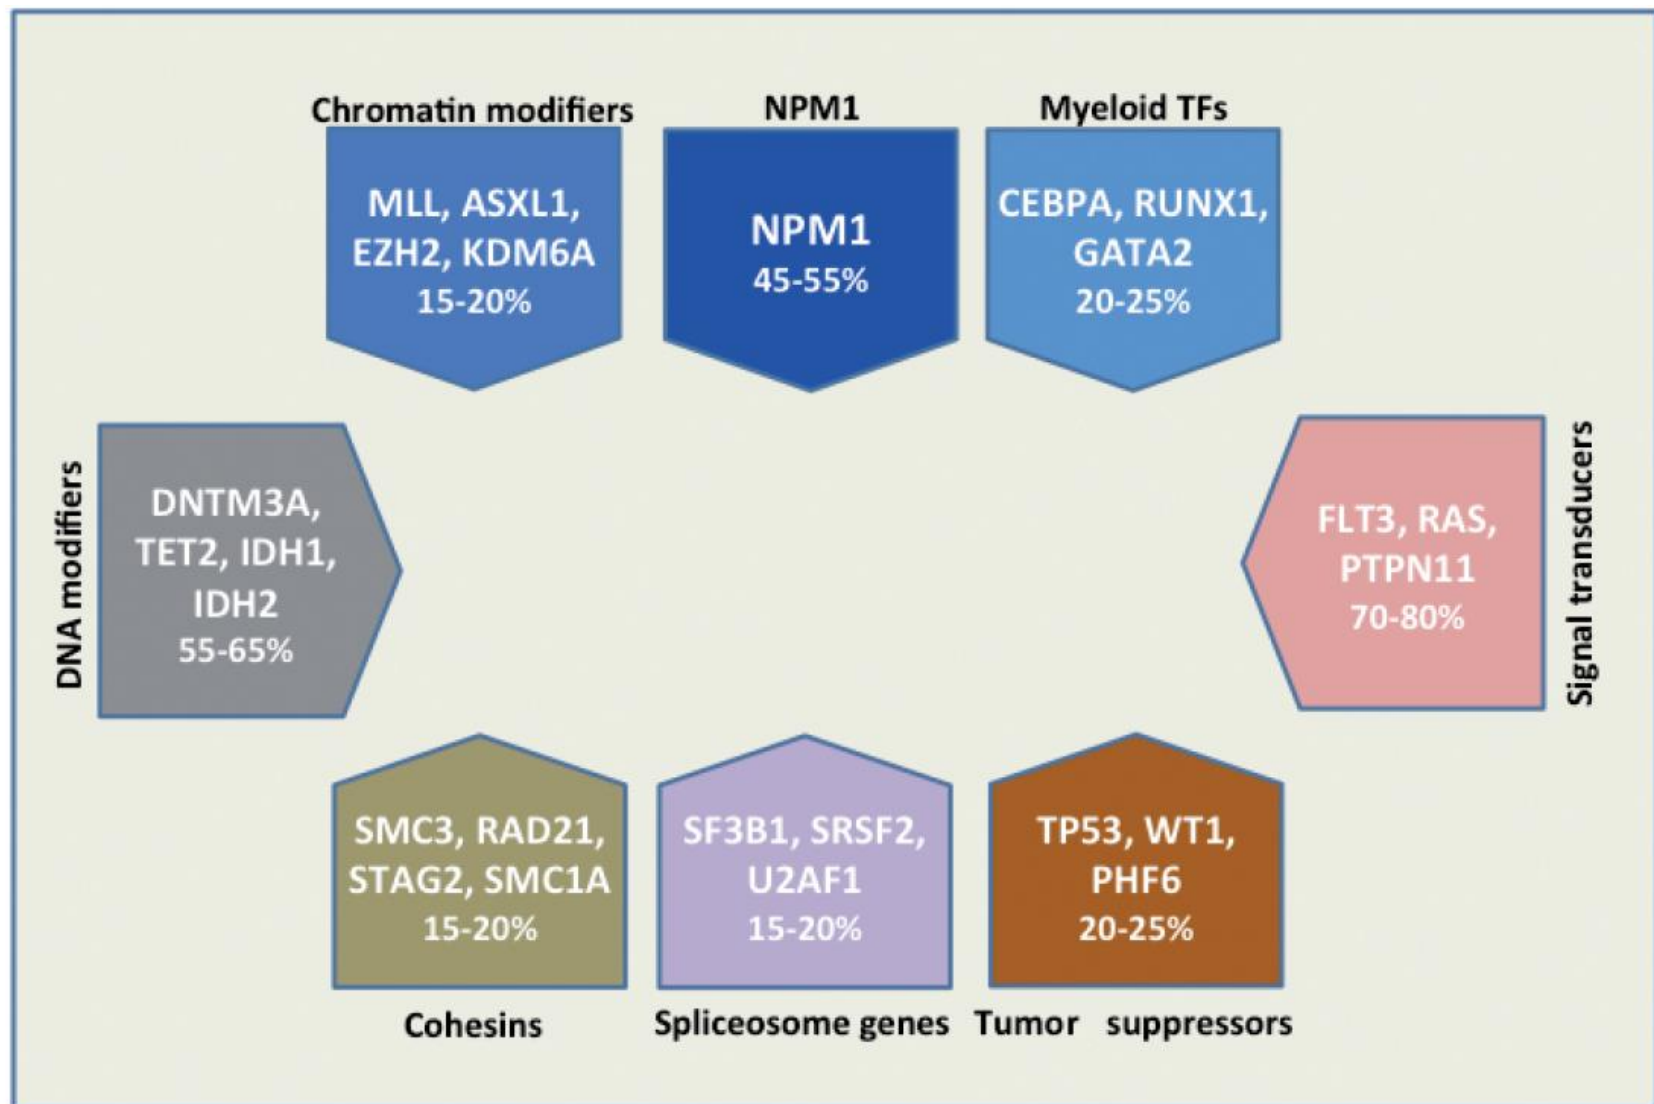 Chromatin modifiers
MLL, ASXL1,
EZH2, KDM6A
15-20%
NPM1
NPM1
45-55%
Myeloid TFs
CEBPA, RUNX1,
GATA2
20-25%
DNA modifiers
DNTM3A,
TET2, IDH1,
IDH2
55-65%
FLT3, RAS,
PTPN11
70-80%
Signal transducers
SMC3, RAD21,
STAG2, SMC1A
15-20%
Cohesins
SF3B1, SRSF2,
U2AF1
15-20%
Spliceosome genes
TP53, WT1,
PHF6
20-25%
Tumor suppressors